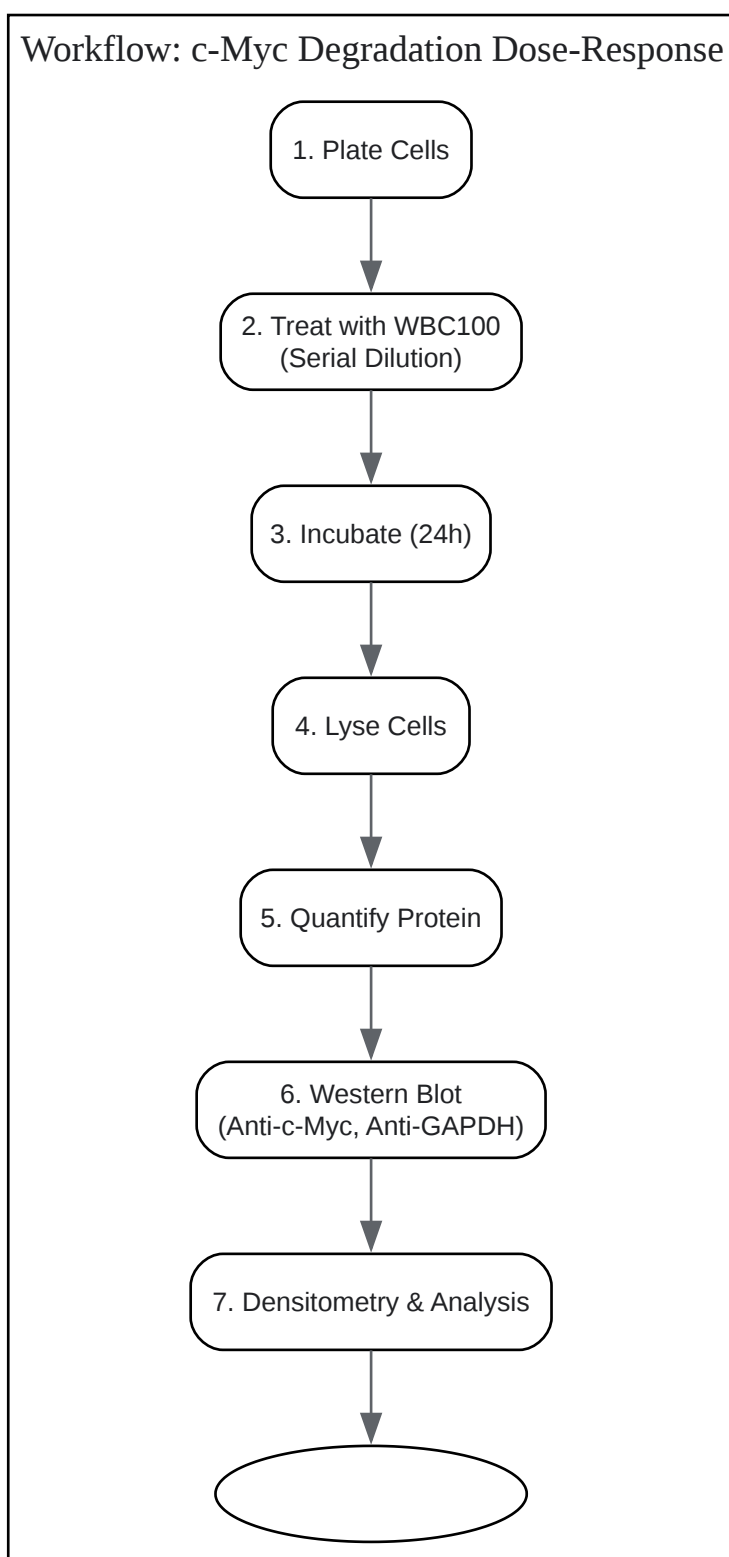 Workflow: c-Myc Degradation Dose-Response
1. Plate Cells
2. Treat with WBC100
(Serial Dilution)
3. Incubate (24h)
4. Lyse Cells
5. Quantify Protein
6. Western Blot
(Anti-c-Myc, Anti-GAPDH)
7. Densitometry & Analysis